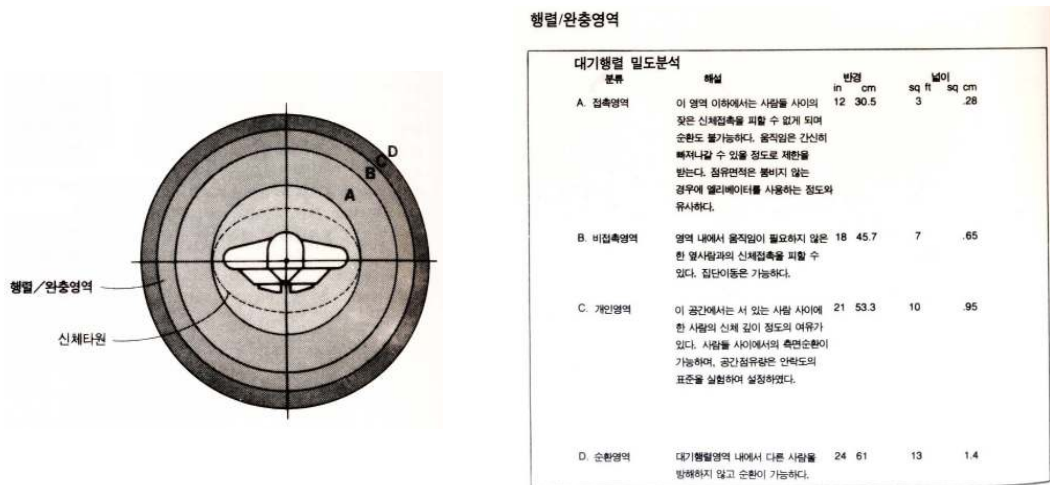 D
C
B
A
행렬/완충영역
신체타원
행렬/완충영역
대기행렬 밀도분석
분류 해설 반경 넓이
in cm sq ft sq cm
A. 접촉영역 이 영역 이하에서는 사람들 사이의 12 30.5 3 .28
잦은 신체접촉을 피할 수 없게 되며
순환도 불가능하다. 움직임은 간신히
빠져나갈 수 있을 정도로 제한을
받는다. 점유면적은 붐비지 않는
경우에 엘리베이터를 사용하는 정도와
유사하다.
B. 비접촉영역 영역 내에서 움직임이 필요하지 않은 18 45.7 7 .65
한 옆사람과의 신체접촉을 피할 수
있다. 집단이동은 가능하다.
C. 개인영역 이 공간에서는 서 있는 사람 사이에 21 53.3 10 .95
한 사람의 신체 깊이 정도의 여유가
있다. 사람들 사이에서의 측면순환이
가능하며, 공간점유량은 안락도의
표준을 실험하여 설정하였다.
D. 순환영역 대기행렬영역 내에서 다른 사람을 24 61 13 1.4
방해하지 않고 순환이 가능하다.